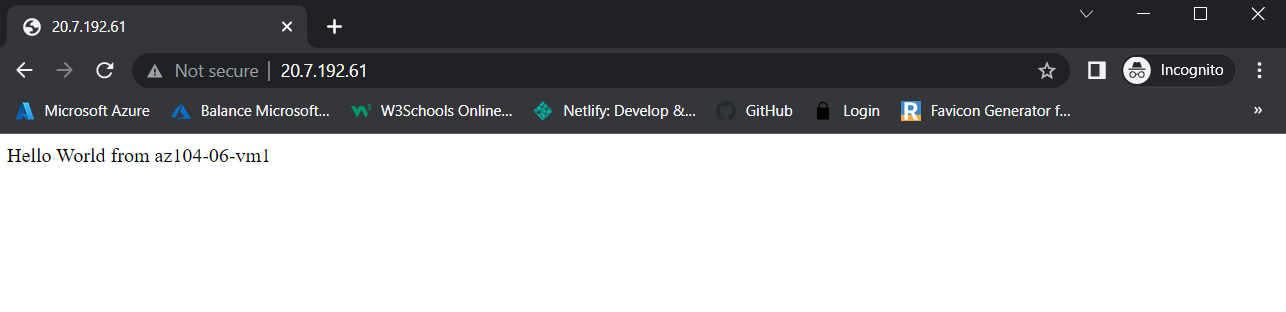 20.7.192.61
Not secure | 20.7.192.61 Incognito
Microsoft Azure Balance Microsoft... W3Schools Online... Netlify: Develop &... GitHub Login R Favicon Generator f... »
Hello World from az104-06-vm1